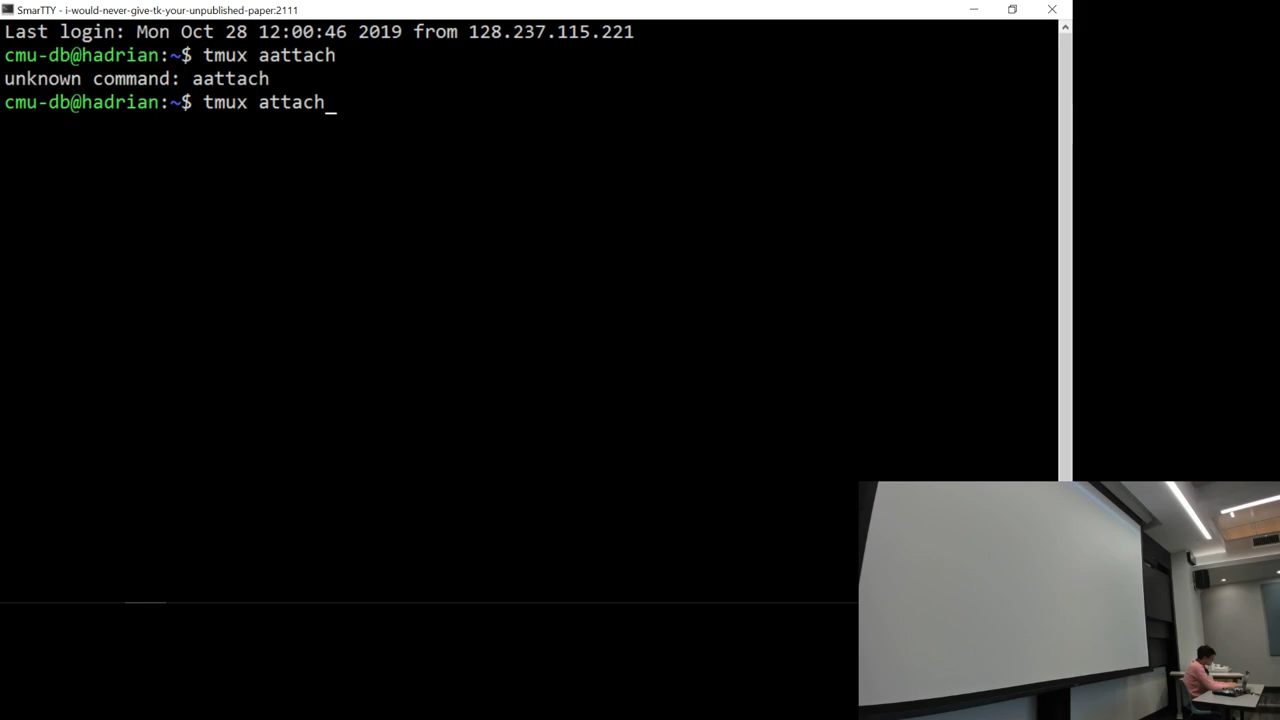 SmarTTY - i-would-never-give-tk-your-unpublished-paper:2111
Last login: Mon Oct 28 12:00:46 2019 from 128.237.115.221
cmu-db@hadrian:~$ tmux aattach
unknown command: aattach
cmu-db@hadrian:~$ tmux attach_